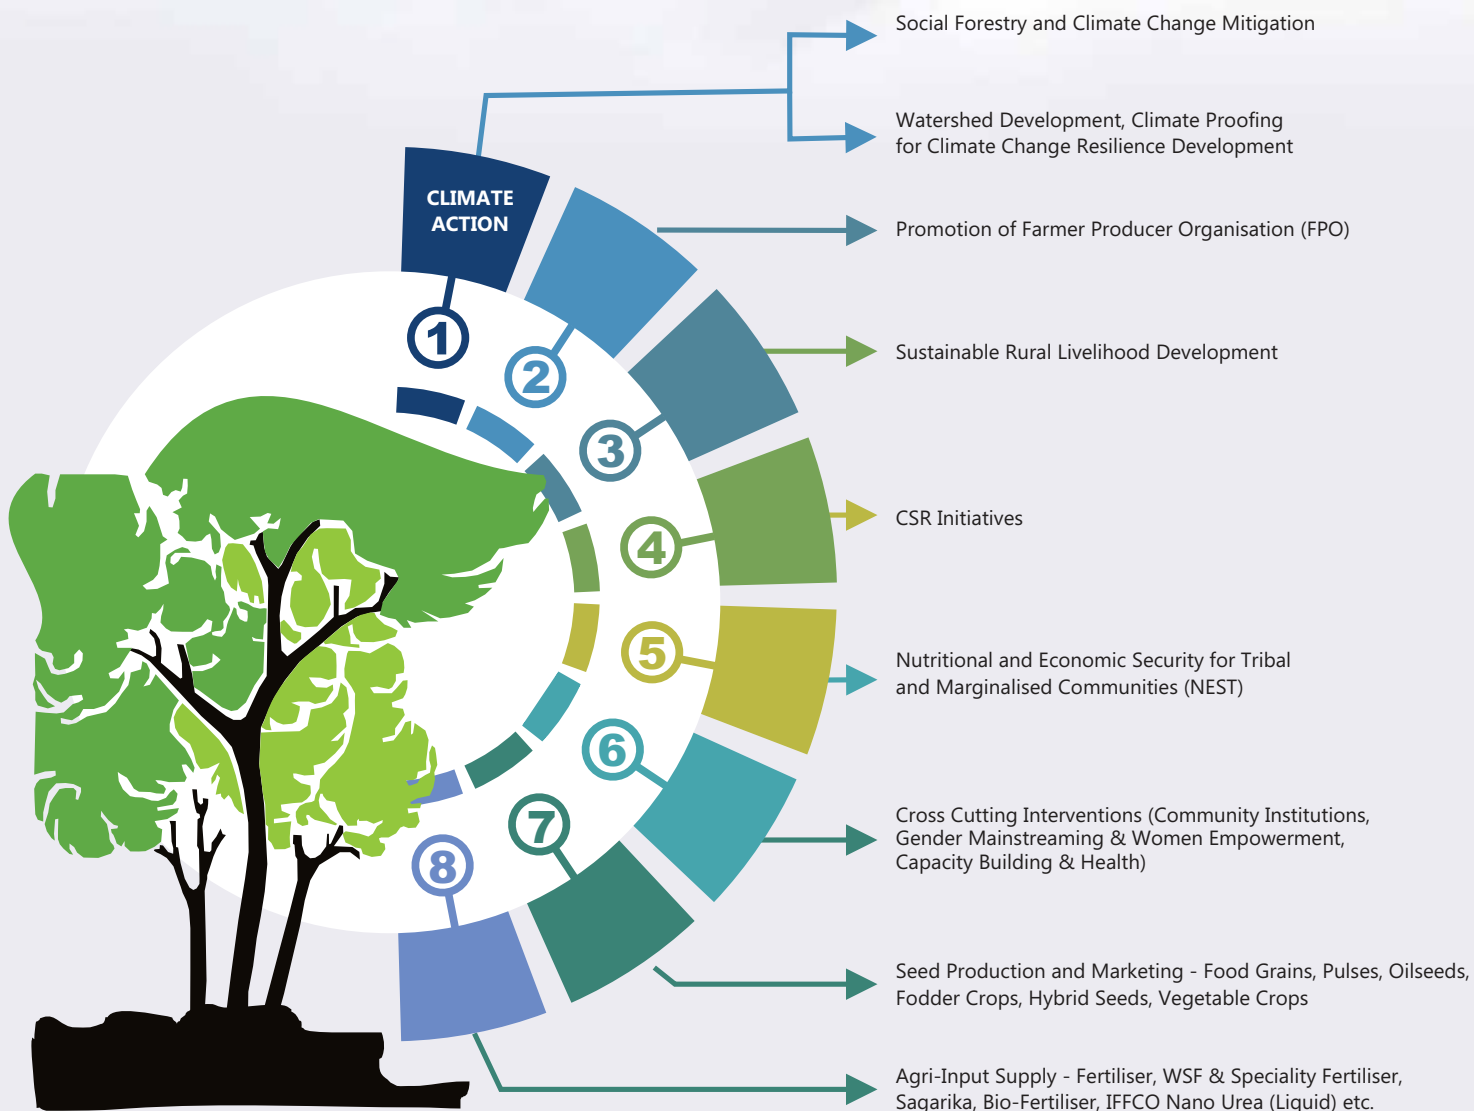 Social Forestry and Climate Change Mitigation
Watershed Development, Climate Proofing
for Climate Change Resilience Development
CLIMATE
ACTION
Promotion of Farmer Producer Organisation (FPO)
1
2
Sustainable Rural Livelihood Development
3
CSR Initiatives
4
5
Nutritional and Economic Security for Tribal
and Marginalised Communities (NEST)
6
Cross Cutting Interventions (Community Institutions,
Gender Mainstreaming & Women Empowerment,
Capacity Building & Health)
7
8
Seed Production and Marketing - Food Grains, Pulses, Oilseeds,
Fodder Crops, Hybrid Seeds, Vegetable Crops
Agri-Input Supply - Fertiliser, WSF & Speciality Fertiliser,
Sagarika, Bio-Fertiliser, IFFCO Nano Urea (Liquid) etc.